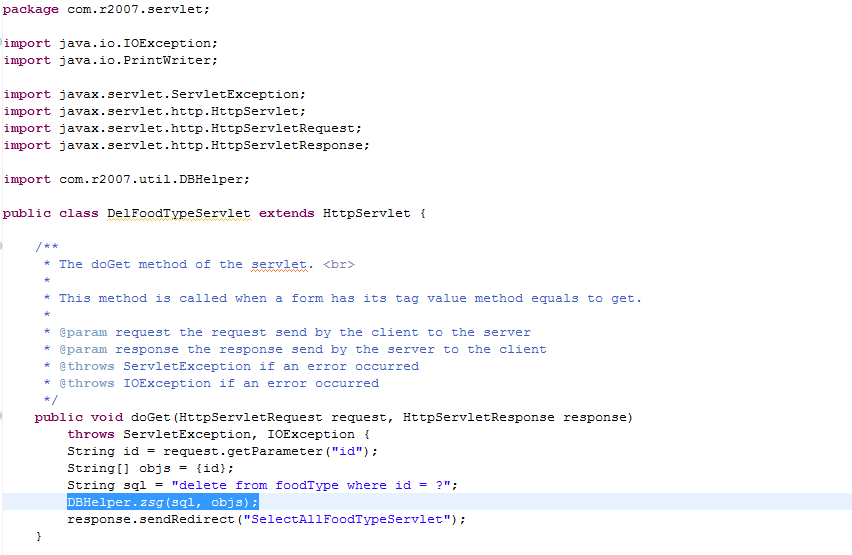 package com.r2007.servlet;
import java.io.IOException;
import java.io.PrintWriter;
import javax.servlet.ServletException;
import javax.servlet.http.HttpServlet;
import javax.servlet.http.HttpServletRequest;
import javax.servlet.http.HttpServletResponse;
import com.r2007.util.DBHelper;
public class DelFoodTypeServlet extends HttpServlet {
/**
* The doGet method of the servlet. <br>
*
* This method is called when a form has its tag value method equals to get.
*
* @param request the request send by the client to the server
* @param response the response send by the server to the client
* @throws ServletException if an error occurred
* @throws IOException if an error occurred
*/
public void doGet(HttpServletRequest request, HttpServletResponse response)
throws ServletException, IOException {
String id = request.getParameter("id");
String[] objs = {id};
String sql = "delete from foodType where id = ?";
DBHelper.zsg(sql, objs);
response.sendRedirect("SelectAllFoodTypeServlet");
}